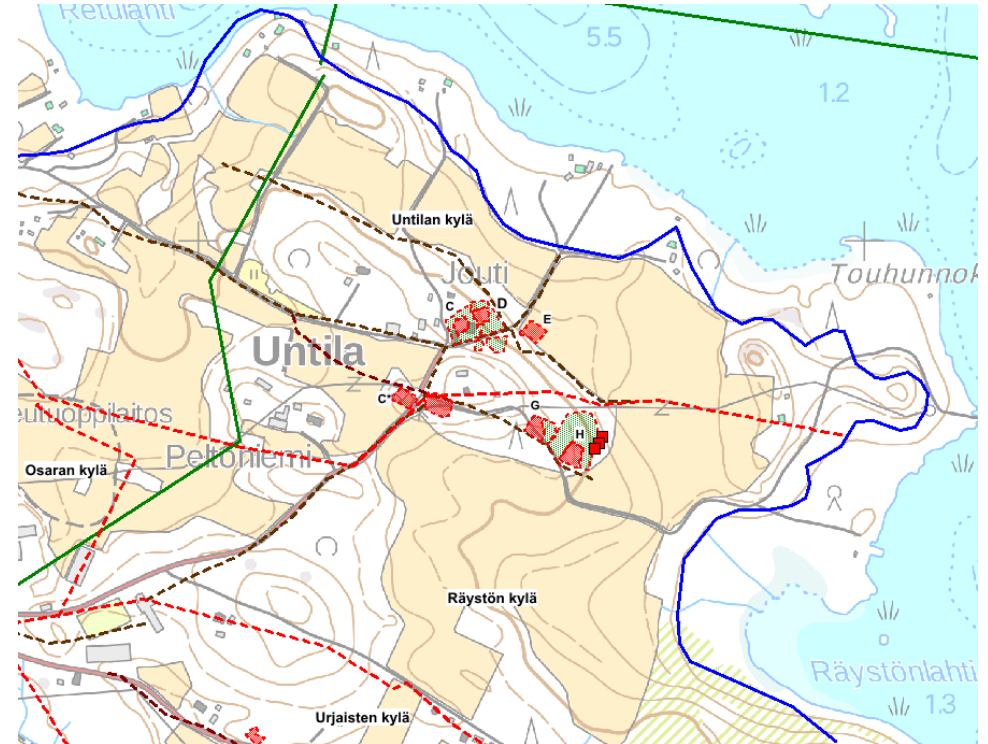 Retulahti
5.5
1.2
Untilan kylä
Jouti
Touhunnok
C
D
E
Untila
C*
G
H
eutuoppilaitos
Osaran kylä
Peltoniemi
Räystön kylä
Räystönlahti
1.3
Urjaisten kylä